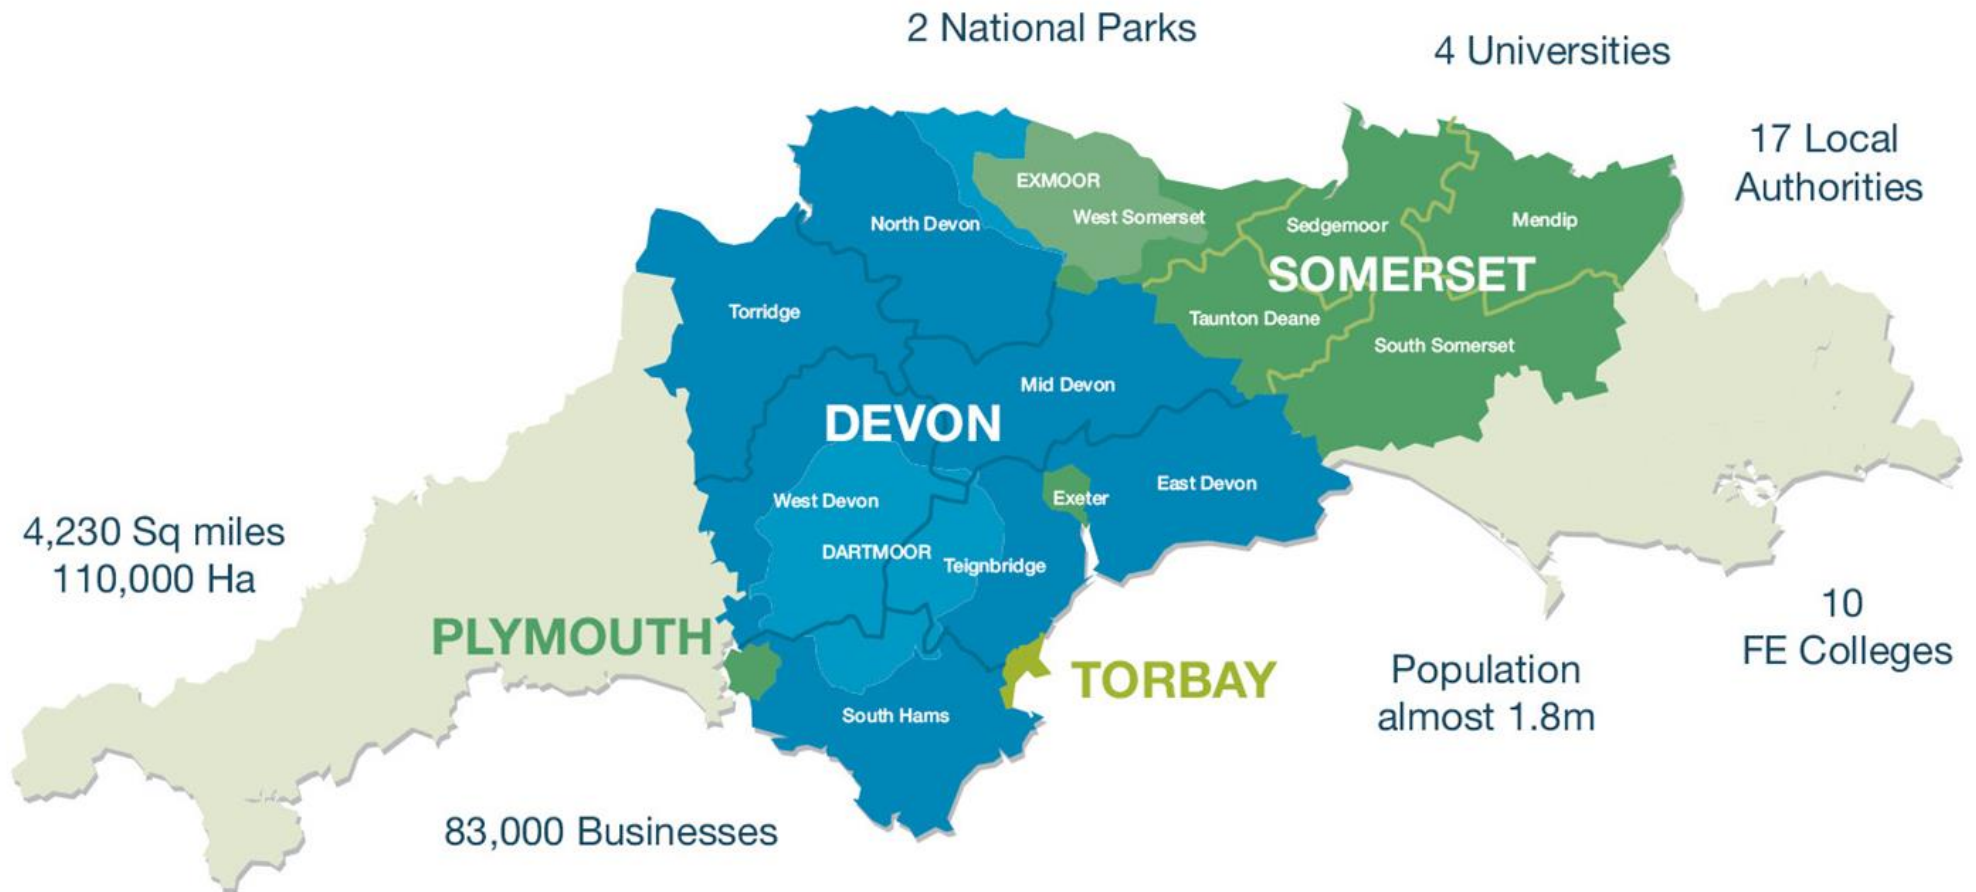 2 National Parks
4 Universities
17 Local
Authorities
EXMOOR
West Somerset
North Devon
Sedgemoor
Mendip
SOMERSET
Torridge
Taunton Deane
South Somerset
Mid Devon
DEVON
West Devon
Exeter
East Devon
4,230 Sq miles
110,000 Ha
DARTMOOR
Teignbridge
PLYMOUTH
TORBAY
10
FE Colleges
Population
almost 1.8m
South Hams
83,000 Businesses